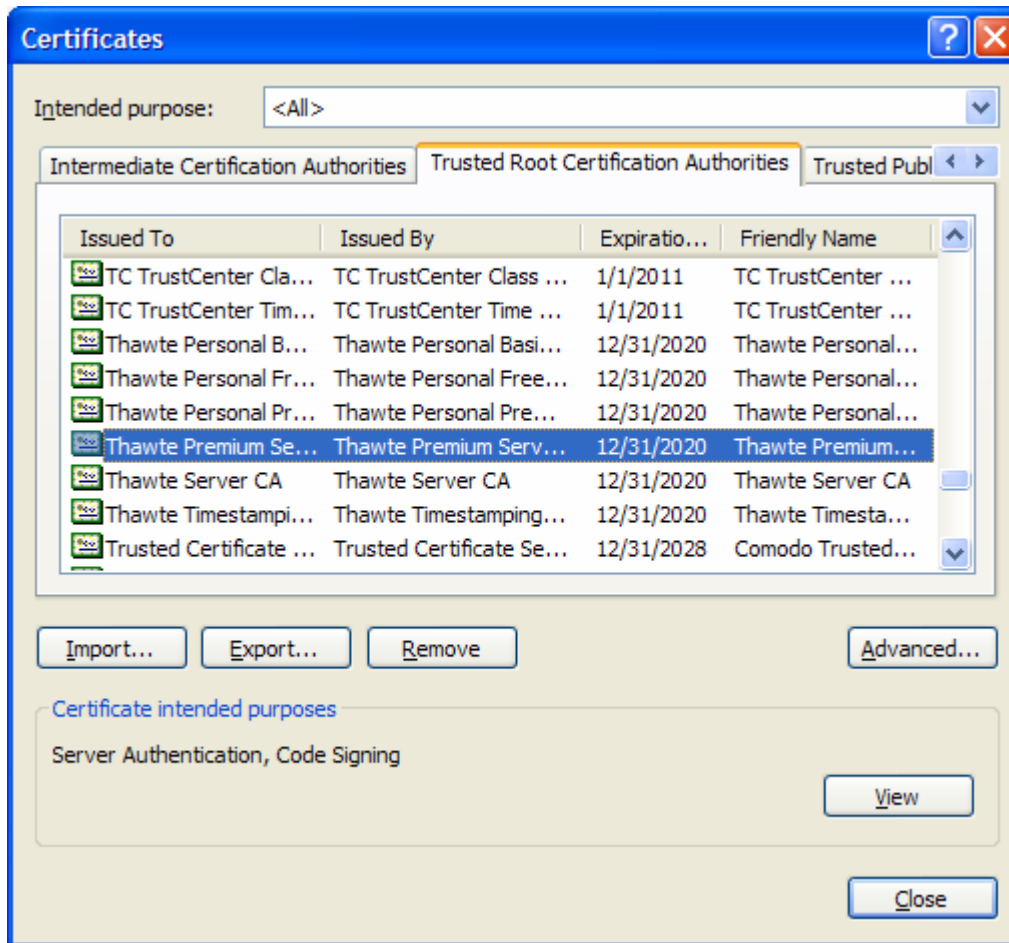 Certificates
Intended purpose: <All>
Intermediate Certification Authorities Trusted Root Certification Authorities Trusted Publ
Issued To Issued By Expiratio... Friendly Name
TC TrustCenter Cla... TC TrustCenter Class ... 1/1/2011 TC TrustCenter ...
TC TrustCenter Tim... TC TrustCenter Time ... 1/1/2011 TC TrustCenter ...
Thawte Personal B... Thawte Personal Basi... 12/31/2020 Thawte Personal...
Thawte Personal Fr... Thawte Personal Free... 12/31/2020 Thawte Personal...
Thawte Personal Pr... Thawte Personal Pre... 12/31/2020 Thawte Personal...
Thawte Premium Se... Thawte Premium Serv... 12/31/2020 Thawte Premium...
Thawte Server CA Thawte Server CA 12/31/2020 Thawte Server CA
Thawte Timestampi... Thawte Timestamping... 12/31/2020 Thawte Timesta...
Trusted Certificate ... Trusted Certificate Se... 12/31/2028 Comodo Trusted...
Import... Export... Remove Advanced...
Certificate intended purposes
Server Authentication, Code Signing
View
Close